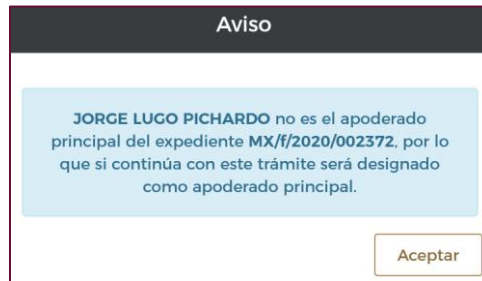 Aviso
JORGE LUGO PICHARDO no es el apoderado
principal del expediente MX/f/2020/002372, por lo
que si continúa con este trámite será designado
como apoderado principal.
Aceptar